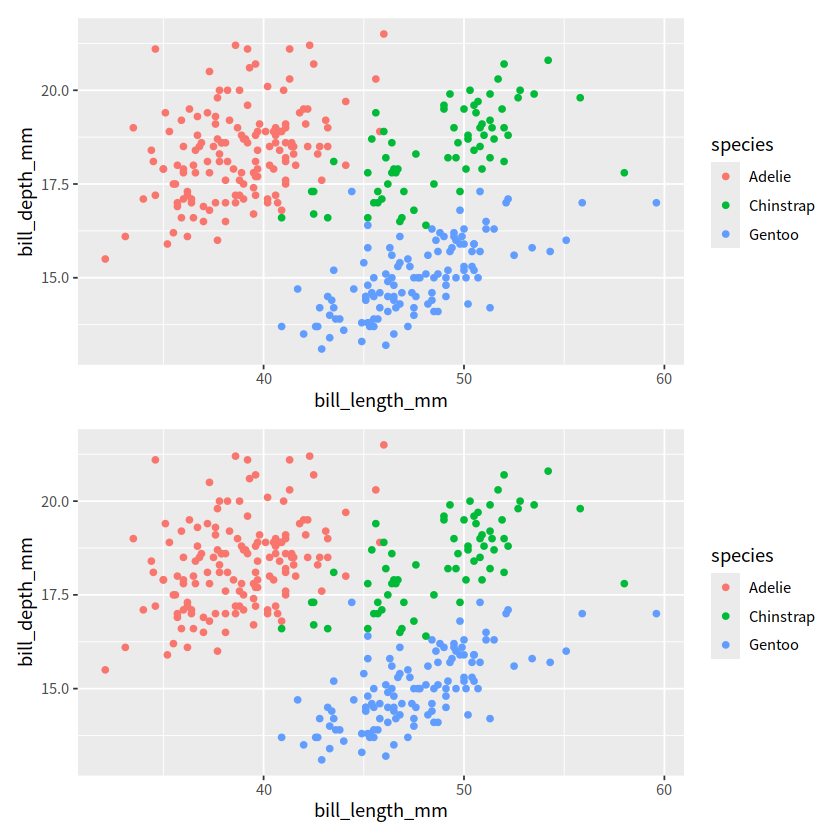 bill_depth_mm
20.0
17.5
15.0
40
50
60
bill_length_mm
species
Adelie
Chinstrap
Gentoo
bill_depth_mm
20.0
17.5
15.0
40
50
60
bill_length_mm
species
Adelie
Chinstrap
Gentoo